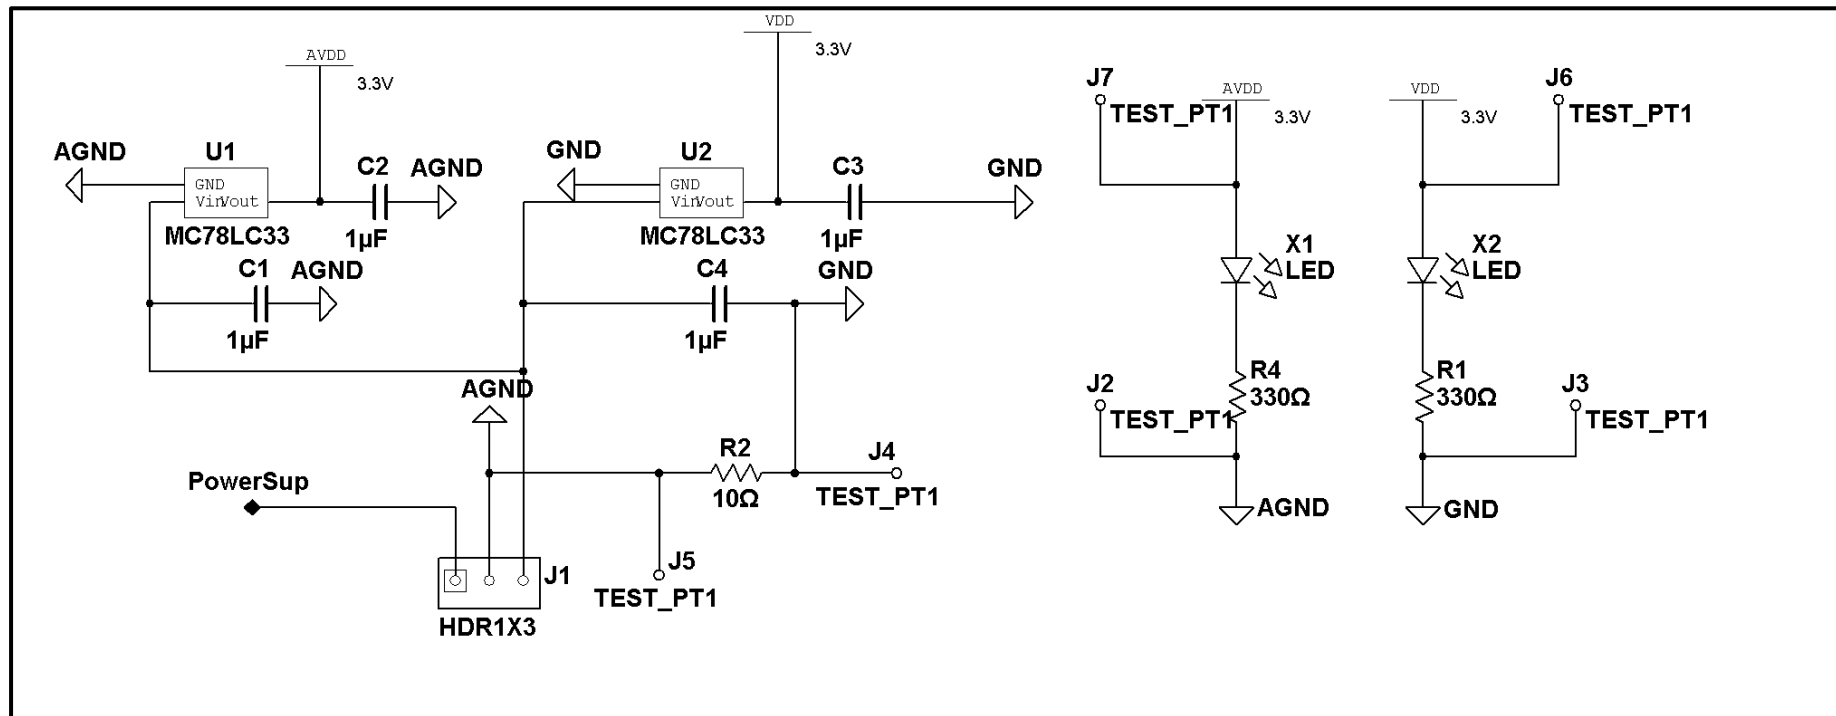 VDD
3.3V
AVDD
3.3V
AGND
U1
C2
AGND
GND
Vin
Vout
MC78LC33
1µF
C1
AGND
1µF
GND
U2
C3
GND
GND
Vin
Vout
MC78LC33
1µF
C4
GND
1µF
AGND
PowerSup
R2
10Ω
J4
TEST_PT1
J5
TEST_PT1
J1
HDR1X3
J7
TEST_PT1
AVDD
3.3V
VDD
3.3V
J6
TEST_PT1
X1
LED
X2
LED
J2
TEST_PT1
R4
330Ω
R1
330Ω
J3
TEST_PT1
AGND
GND